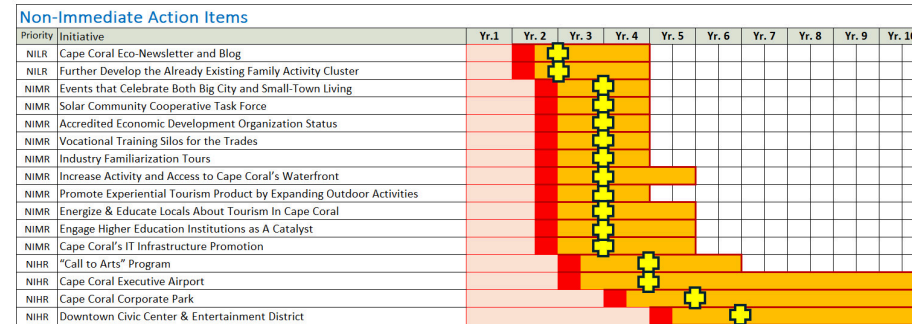 Non-Immediate Action Items
Priority Initiative Yr.1 Yr. 2 Yr. 3 Yr. 4 Yr. 5 Yr. 6 Yr. 7 Yr. 8 Yr. 9 Yr. 10
NILR Cape Coral Eco-Newsletter and Blog
NILR Further Develop the Already Existing Family Activity Cluster
NIMR Events that Celebrate Both Big City and Small-Town Living
NIMR Solar Community Cooperative Task Force
NIMR Accredited Economic Development Organization Status
NIMR Vocational Training Silos for the Trades
NIMR Industry Familiarization Tours
NIMR Increase Activity and Access to Cape Coral's Waterfront
NIMR Promote Experiential Tourism Product by Expanding Outdoor Activities
NIMR Energize & Educate Locals About Tourism In Cape Coral
NIMR Engage Higher Education Institutions as A Catalyst
NIMR Cape Coral's IT Infrastructure Promotion
NIHR “Call to Arts” Program
NIHR Cape Coral Executive Airport
NIHR Cape Coral Corporate Park
NIHR Downtown Civic Center & Entertainment District